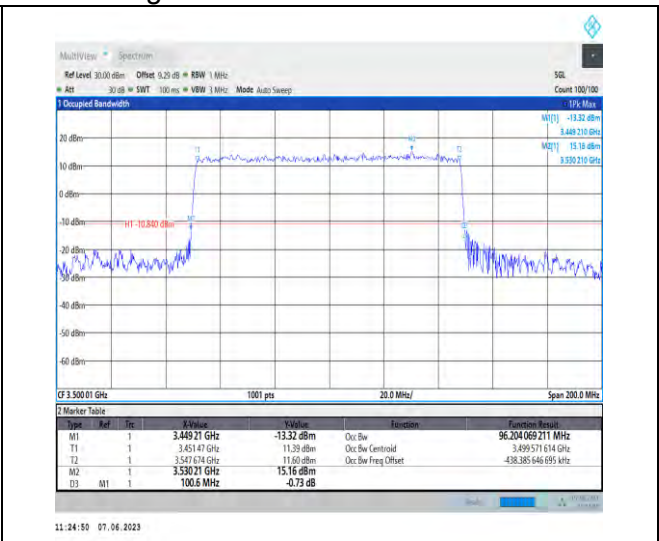 MultiView Spectrum
Ref Level 30.00 dBm Offset 9.29 dB RBW 1 MHz SGL
Att 30 dB SWT 100 ms VBW 3 MHz Mode Auto Sweep Count 100/100
1 Occupied Bandwidth 1Pk Max
M1[1] -13.32 dBm
3.449 210 GHz
M2[1] 15.16 dBm
3.530 210 GHz
20 dBm
10 dBm
0 dBm
-10 dBm
H1 -10.840 dBm
-20 dBm
-30 dBm
-40 dBm
-50 dBm
-60 dBm
CF 3.500 01 GHz 1001 pts 20.0 MHz/ Span 200.0 MHz
2 Marker Table
Type Ref Trc X-Value Y-Value Function Function Result
M1 1 3.449 21 GHz -13.32 dBm Occ Bw 96.204 069 211 MHz
T1 1 3.451 47 GHz 11.39 dBm Occ Bw Centroid 3.499 571 614 GHz
T2 1 3.547 674 GHz 11.60 dBm Occ Bw Freq Offset -438.385 646 695 kHz
M2 1 3.530 21 GHz 15.16 dBm
D3 M1 1 100.6 MHz -0.73 dB
11:24:50 07.06.2023